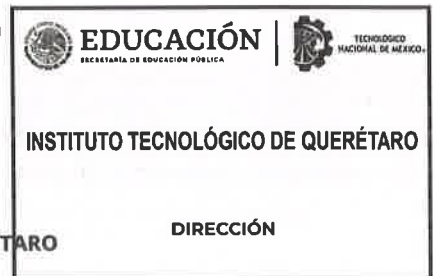 EDUCACIÓN
SECRETARÍA DE EDUCACIÓN PÚBLICA
TECNOLÓGICO
NACIONAL DE MÉXICO
INSTITUTO TECNOLÓGICO DE QUERÉTARO
DIRECCIÓN
TARO